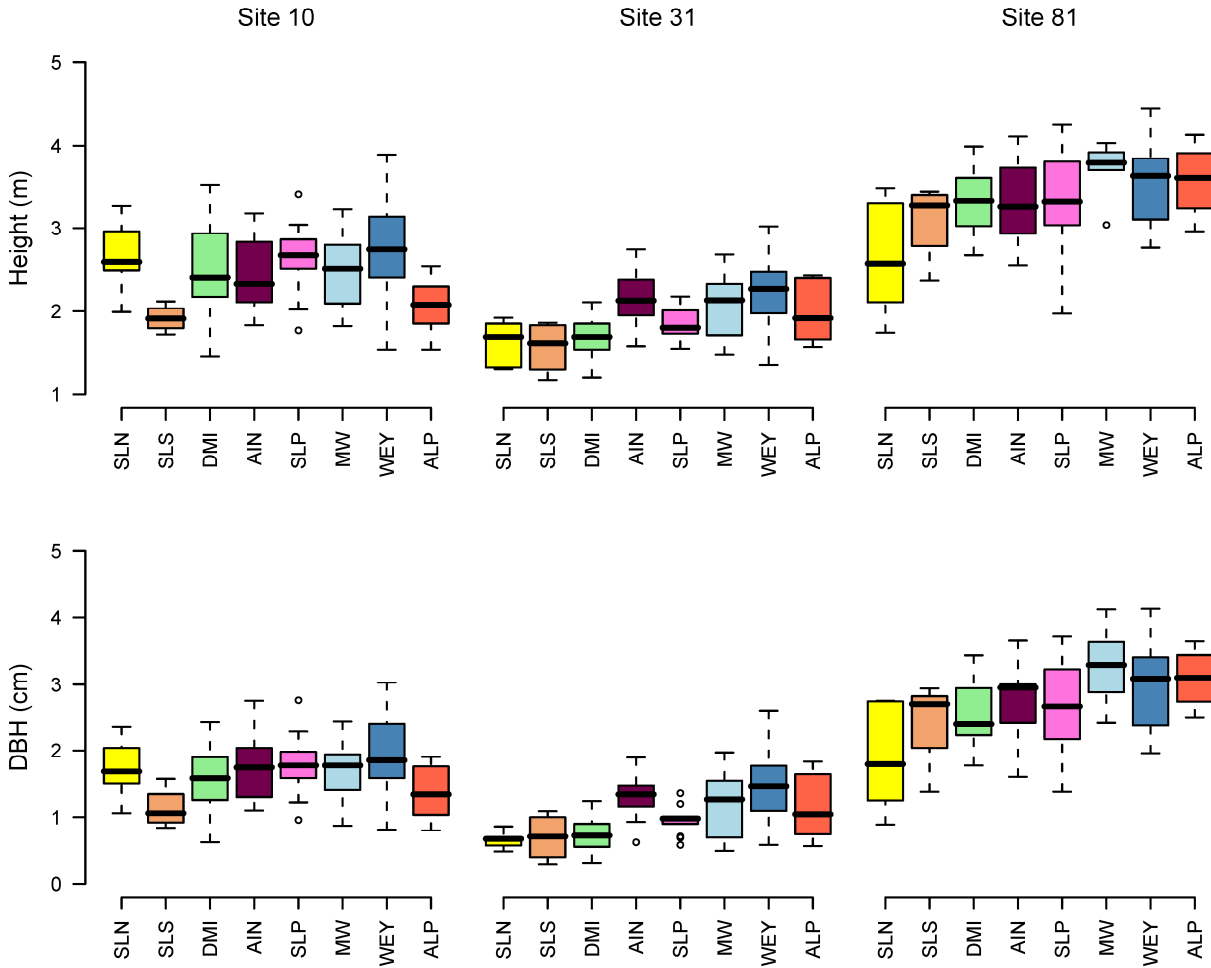 Site 10 Site 31 Site 81
Height (m)
5
4
3
2
1
SLN SLS DMI AIN SLP MW WEY ALP SLN SLS DMI AIN SLP MW WEY ALP SLN SLS DMI AIN SLP MW WEY ALP
DBH (cm)
5
4
3
2
1
0
SLN SLS DMI AIN SLP MW WEY ALP SLN SLS DMI AIN SLP MW WEY ALP SLN SLS DMI AIN SLP MW WEY ALP